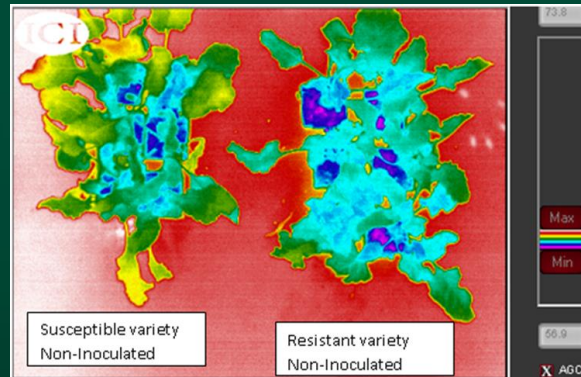 ICI
73.8
Max
Min
Susceptible variety
Non-Inoculated
Resistant variety
Non-Inoculated
56.9
X AGC